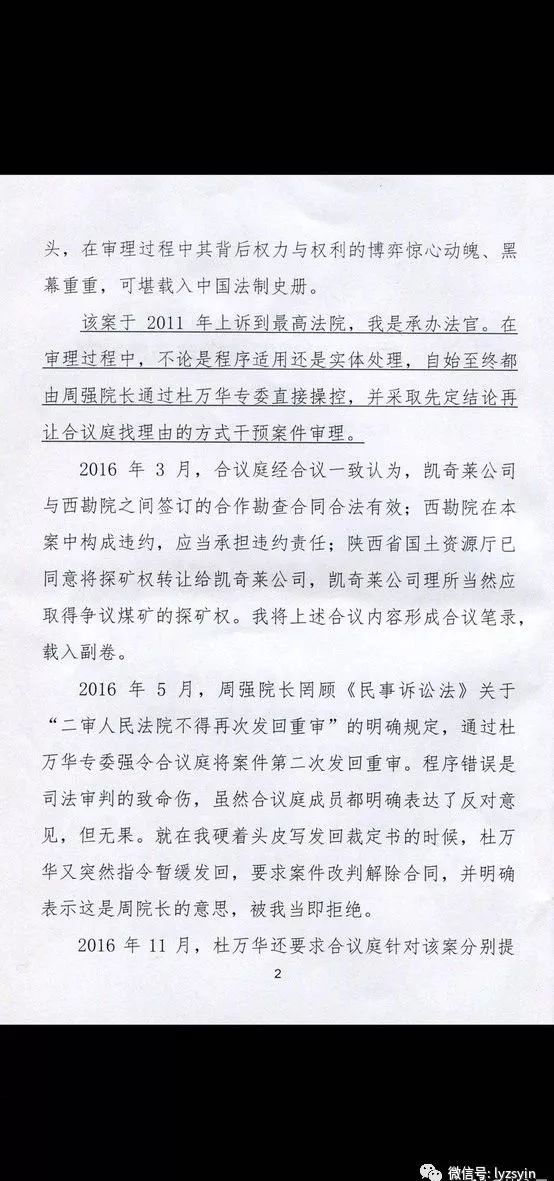 头，在审理过程中其背后权力与权利的博弈惊心动魄、黑
幕重重，可堪载入中国法制史册。
该案于 2011 年上诉到最高法院，我是承办法官。在
审理过程中，不论是程序适用还是实体处理，自始至终都
由周强院长通过杜万华专委直接操控，并采取先定结论再
让合议庭找理由的方式干预案件审理。
2016 年 3 月，合议庭经合议一致认为，凯奇莱公司
与西勘院之间签订的合作勘查合同合法有效；西勘院在本
案中构成违约，应当承担违约责任；陕西省国土资源厅已
同意将探矿权转让给凯奇莱公司，凯奇莱公司理所当然应
取得争议煤矿的探矿权。我将上述合议内容形成合议笔录，
载入副卷。
2016 年 5 月，周强院长罔顾《民事诉讼法》关于
“二审人民法院不得再次发回重审”的明确规定，通过杜
万华专委强令合议庭将案件第二次发回重审。程序错误是
司法审判的致命伤，虽然合议庭成员都明确表达了反对意
见，但无果。就在我硬着头皮写发回裁定书的时候，杜万
华又突然指令暂缓发回，要求案件改判解除合同，并明确
表示这是周院长的意思，被我当即拒绝。
2016 年 11 月，杜万华还要求合议庭针对该案分别提
2
微信号: lyzsyin